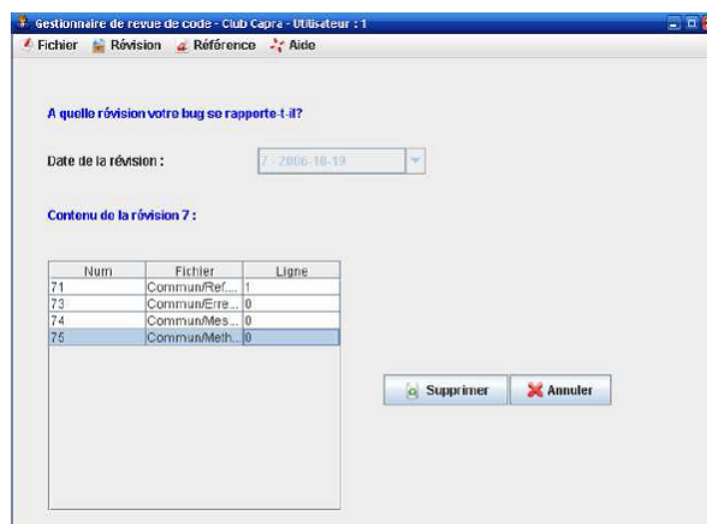 Gestionnaire de revue de code - Club Capra - Utilisateur : 1
Fichier Révision Référence Aide
A quelle révision votre bug se rapporte-t-il?
Date de la révision : 7 - 2006-10-19
Contenu de la révision 7 :
Num Fichier Ligne
71 Commun/Ref.... 1
73 Commun/Erre... 0
74 Commun/Mes... 0
75 Commun/Meth... 0
Supprimer Annuler